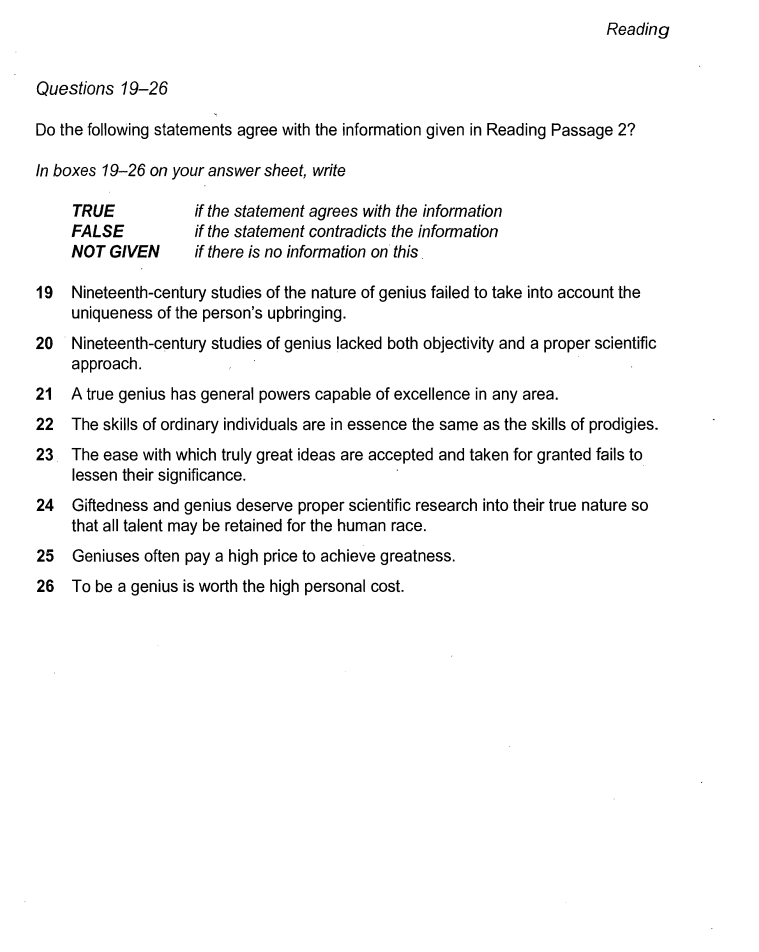 Reading
Questions 19–26
Do the following statements agree with the information given in Reading Passage 2?
In boxes 19–26 on your answer sheet, write
TRUE if the statement agrees with the information
FALSE if the statement contradicts the information
NOT GIVEN if there is no information on this
19 Nineteenth-century studies of the nature of genius failed to take into account the
uniqueness of the person's upbringing.
20 Nineteenth-century studies of genius lacked both objectivity and a proper scientific
approach.
21 A true genius has general powers capable of excellence in any area.
22 The skills of ordinary individuals are in essence the same as the skills of prodigies.
23 The ease with which truly great ideas are accepted and taken for granted fails to
lessen their significance.
24 Giftedness and genius deserve proper scientific research into their true nature so
that all talent may be retained for the human race.
25 Geniuses often pay a high price to achieve greatness.
26 To be a genius is worth the high personal cost.